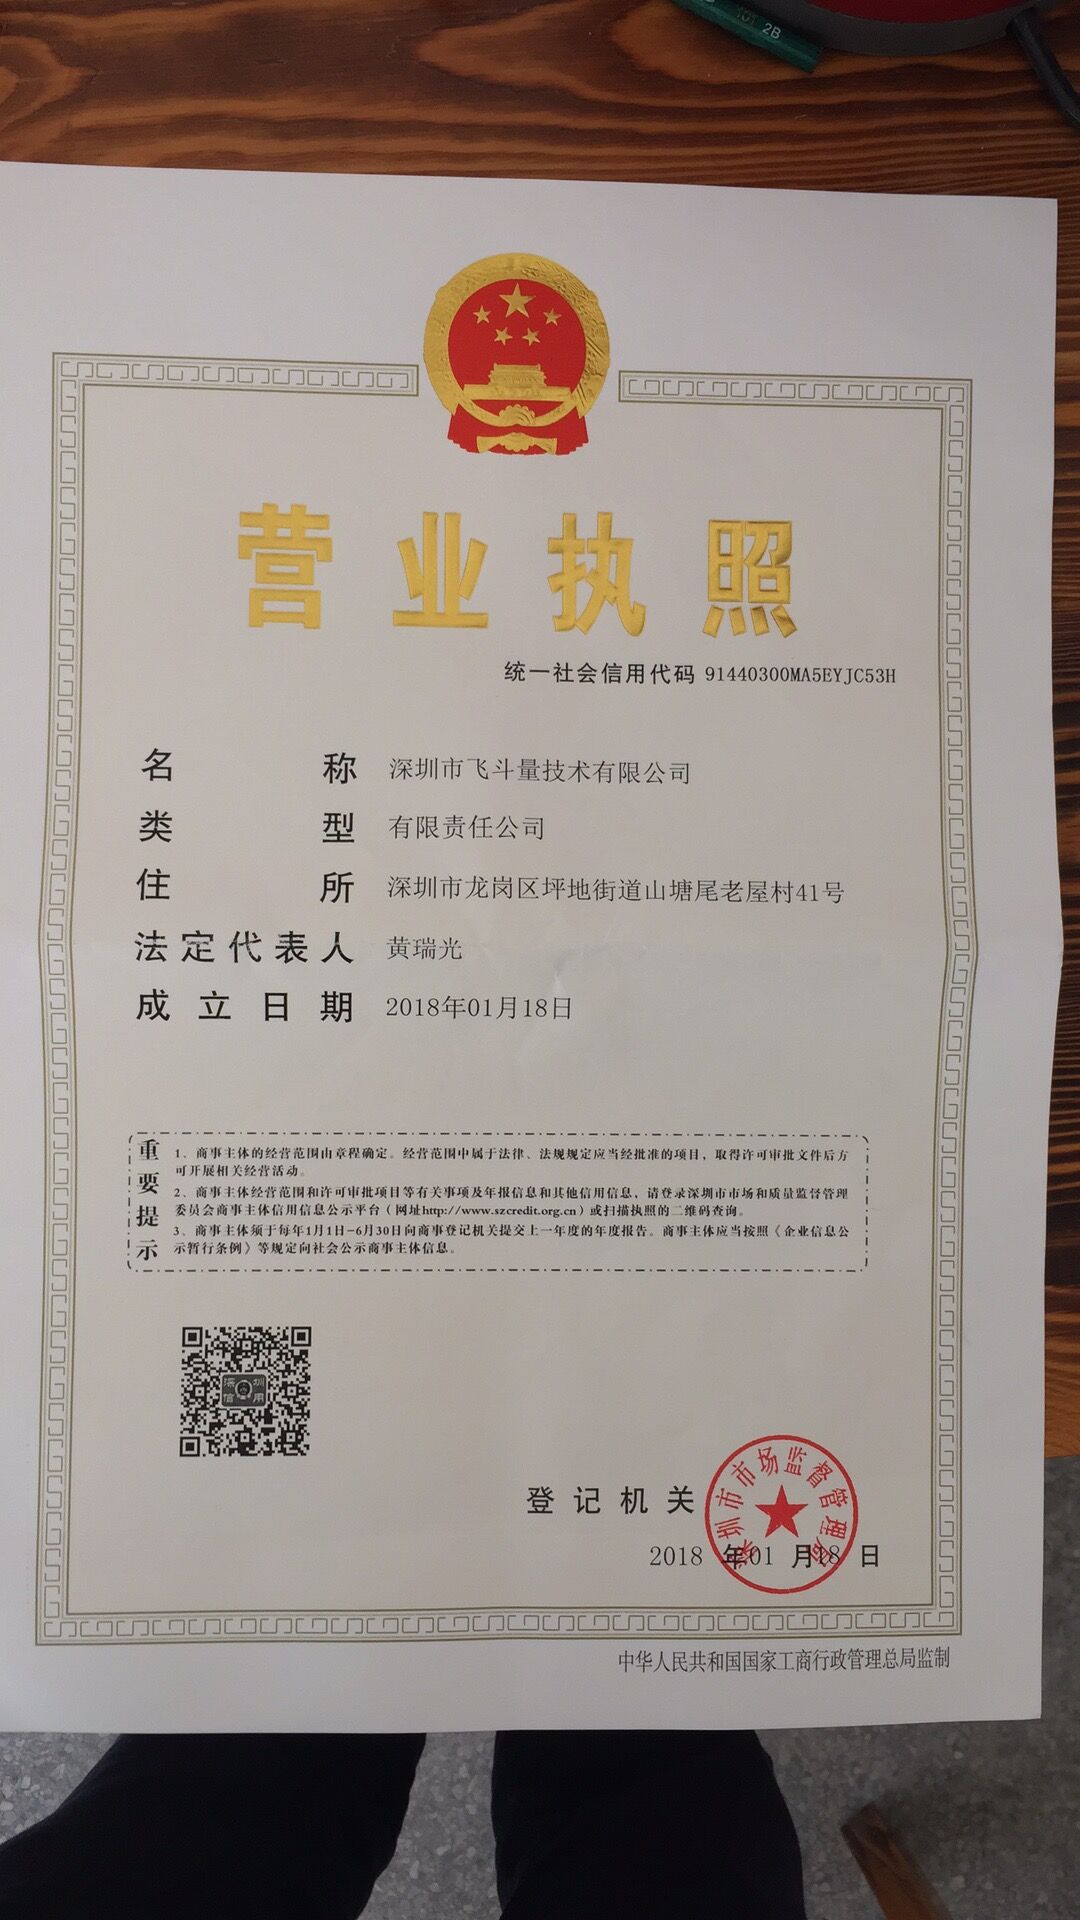 101 2B
营业执照
统一社会信用代码 91440300MA5EYJC53H
名称 深圳市飞斗量技术有限公司
类型 有限责任公司
住所 深圳市龙岗区坪地街道山塘尾老屋村41号
法定代表人 黄瑞光
成立日期 2018年01月18日
重要提示
1、商事主体的经营范围由章程确定。经营范围中属于法律、法规规定应当经批准的项目，取得许可审批文件后方
可开展相关经营活动。
2、商事主体经营范围和许可审批项目等有关事项及年报信息和其他信用信息，请登录深圳市市场和质量监督管理
委员会商事主体信用信息公示平台（网址http://www.szcredit.org.cn）或扫描执照的二维码查询。
3、商事主体须于每年1月1日-6月30日向商事登记机关提交上一年度的年度报告。商事主体应当按照《企业信息公
示暂行条例》等规定向社会公示商事主体信息。
深圳
信用
登记机关
深圳市市场监督管理局
2018 年 01 月 18 日
中华人民共和国国家工商行政管理总局监制